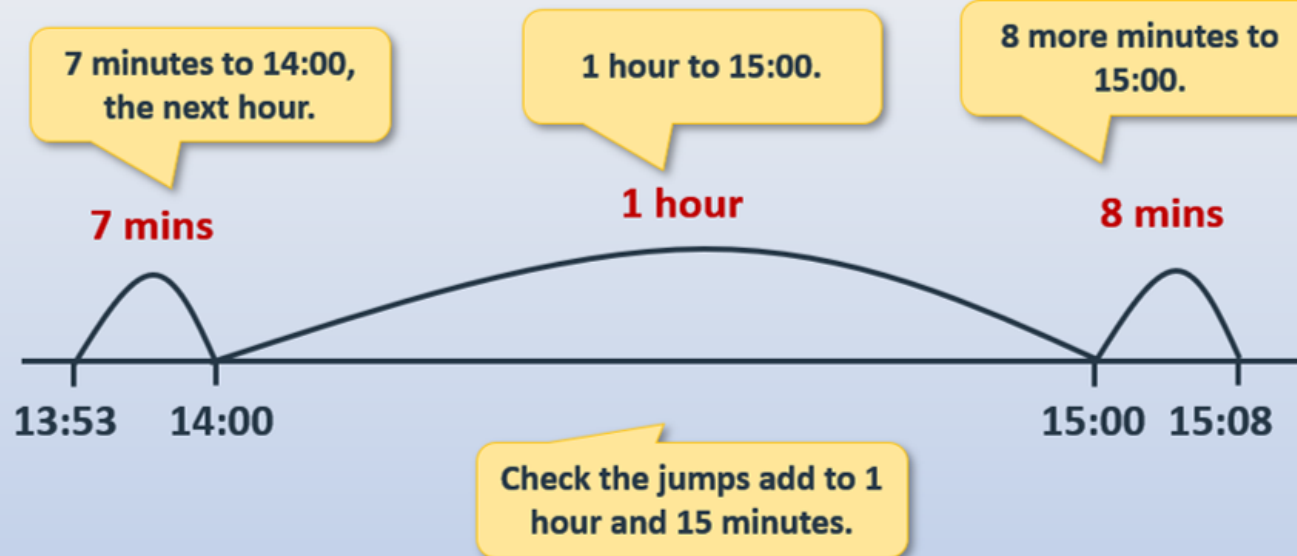 7 minutes to 14:00,
the next hour.
1 hour to 15:00.
8 more minutes to
15:00.
7 mins
1 hour
8 mins
13:53
14:00
15:00
15:08
Check the jumps add to 1
hour and 15 minutes.